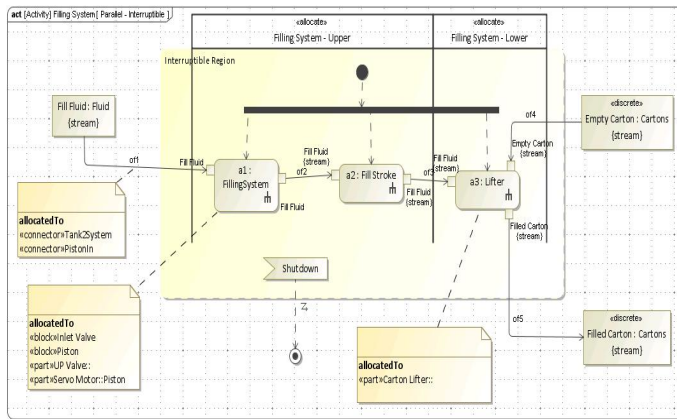 act [Activity] Filling System[ Parallel - Interruptible ]
«allocate»
Filling System - Upper
«allocate»
Filling System - Lower
Interruptible Region
Fill Fluid : Fluid
{stream}
«discrete»
Empty Carton : Cartons
{stream}
of4
Empty Carton
{stream}
of1
Fill Fluid
a1 :
FillingSystem
of2
Fill Fluid
{stream}
Fill Fluid
a2: Fill Stroke
of3
Fill Fluid
{stream}
Fill Fluid
{stream}
a3: Lifter
Filled Carton
{stream}
allocatedTo
«connector»Tank2System
«connector»PistonIn
Shutdown
of5
allocatedTo
«block»Inlet Valve
«block»Piston
«part»UP Valve::
«part»Servo Motor::Piston
allocatedTo
«part»Carton Lifter::
«discrete»
Filled Carton : Cartons
{stream}